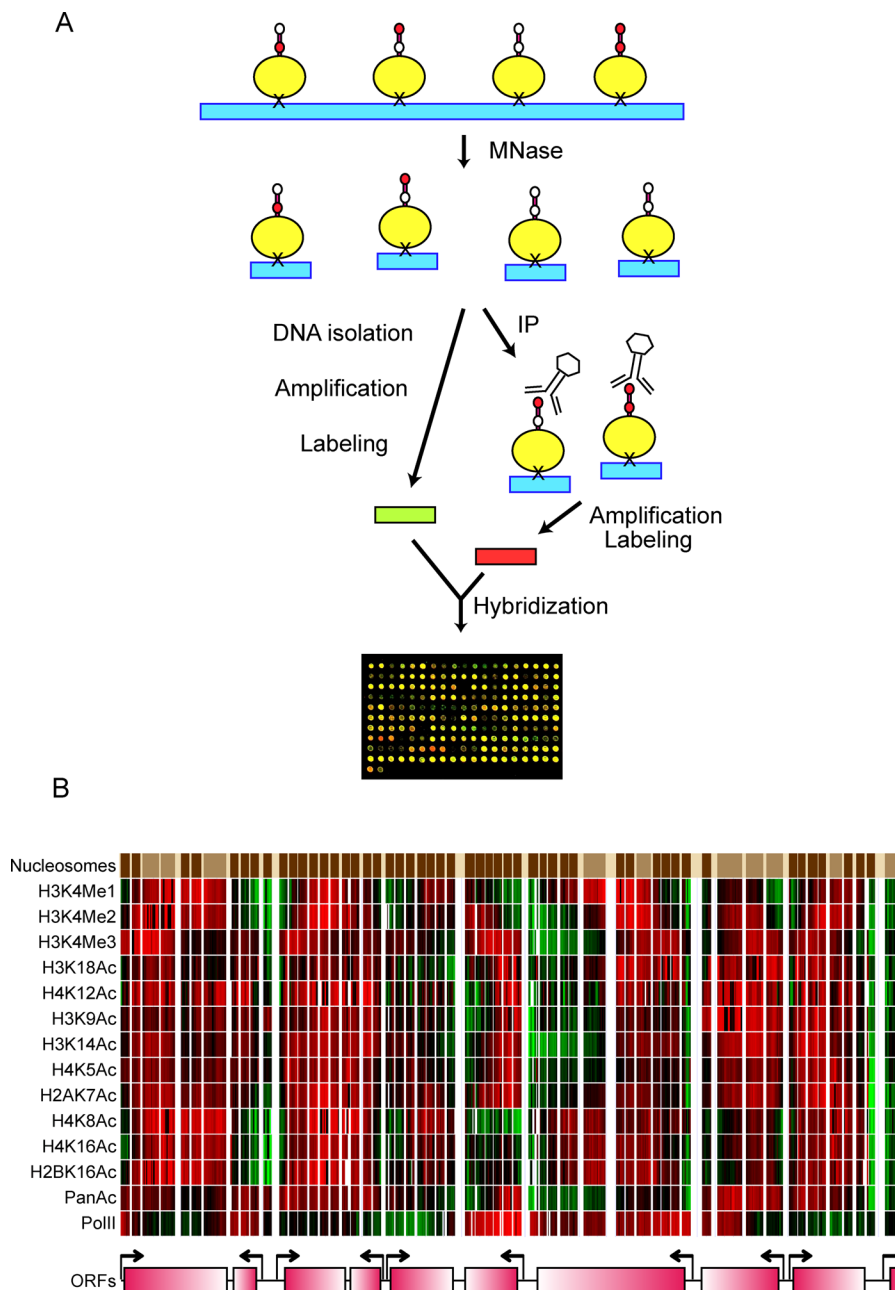 A
X X X X
MNase
X X X X
DNA isolation
IP
Amplification
Labeling
X X
Amplification
Labeling
Hybridization
B
Nucleosomes
H3K4Me1
H3K4Me2
H3K4Me3
H3K18Ac
H4K12Ac
H3K9Ac
H3K14Ac
H4K5Ac
H2AK7Ac
H4K8Ac
H4K16Ac
H2BK16Ac
PanAc
PolII
ORFs